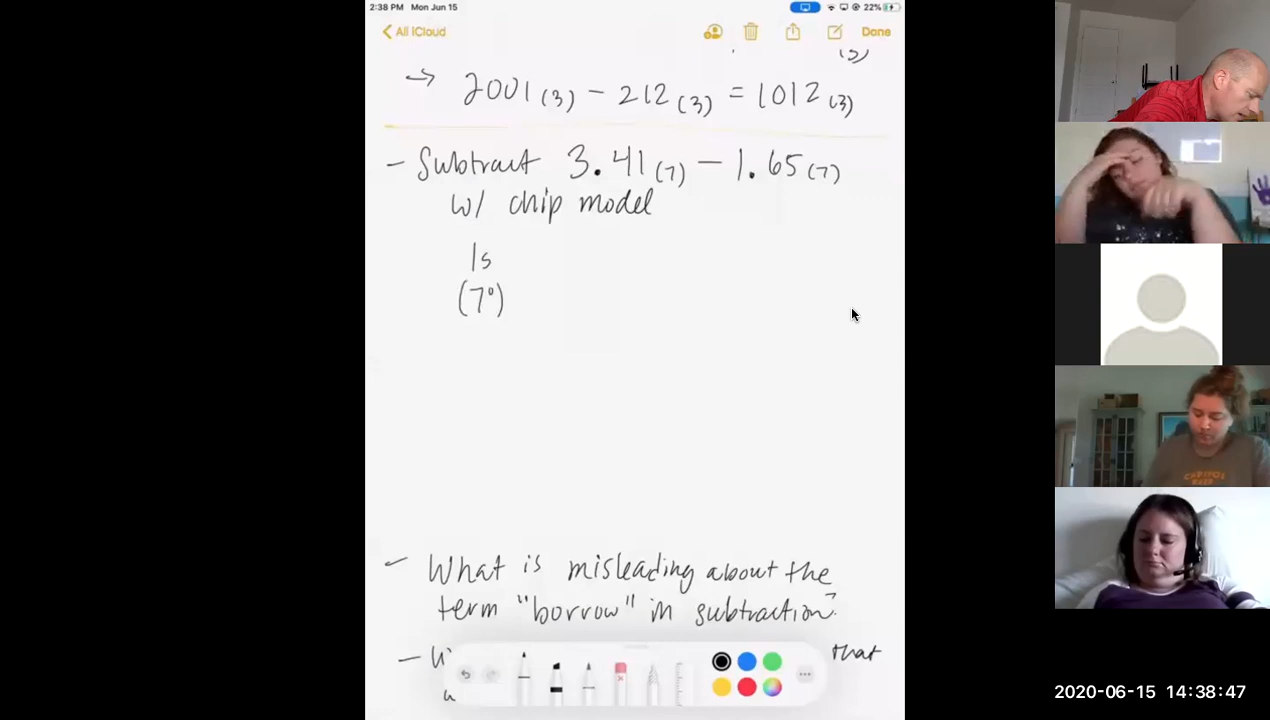 2:38 PM Mon Jun 15 22%
All iCloud Done
(3)
→ 2001 (3) - 212 (3) = 1012 (3)
- Subtract 3.41 (7) - 1.65 (7)
w/ chip model
1s
(7⁰)
- What is misleading about the
term "borrow" in subtraction?
- W that
2020-06-15 14:38:47